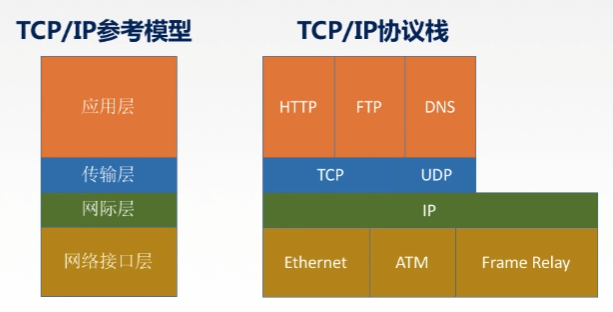 TCP/IP参考模型
TCP/IP协议栈
应用层
HTTP
FTP
DNS
传输层
TCP
UDP
网际层
IP
网络接口层
Ethernet
ATM
Frame Relay